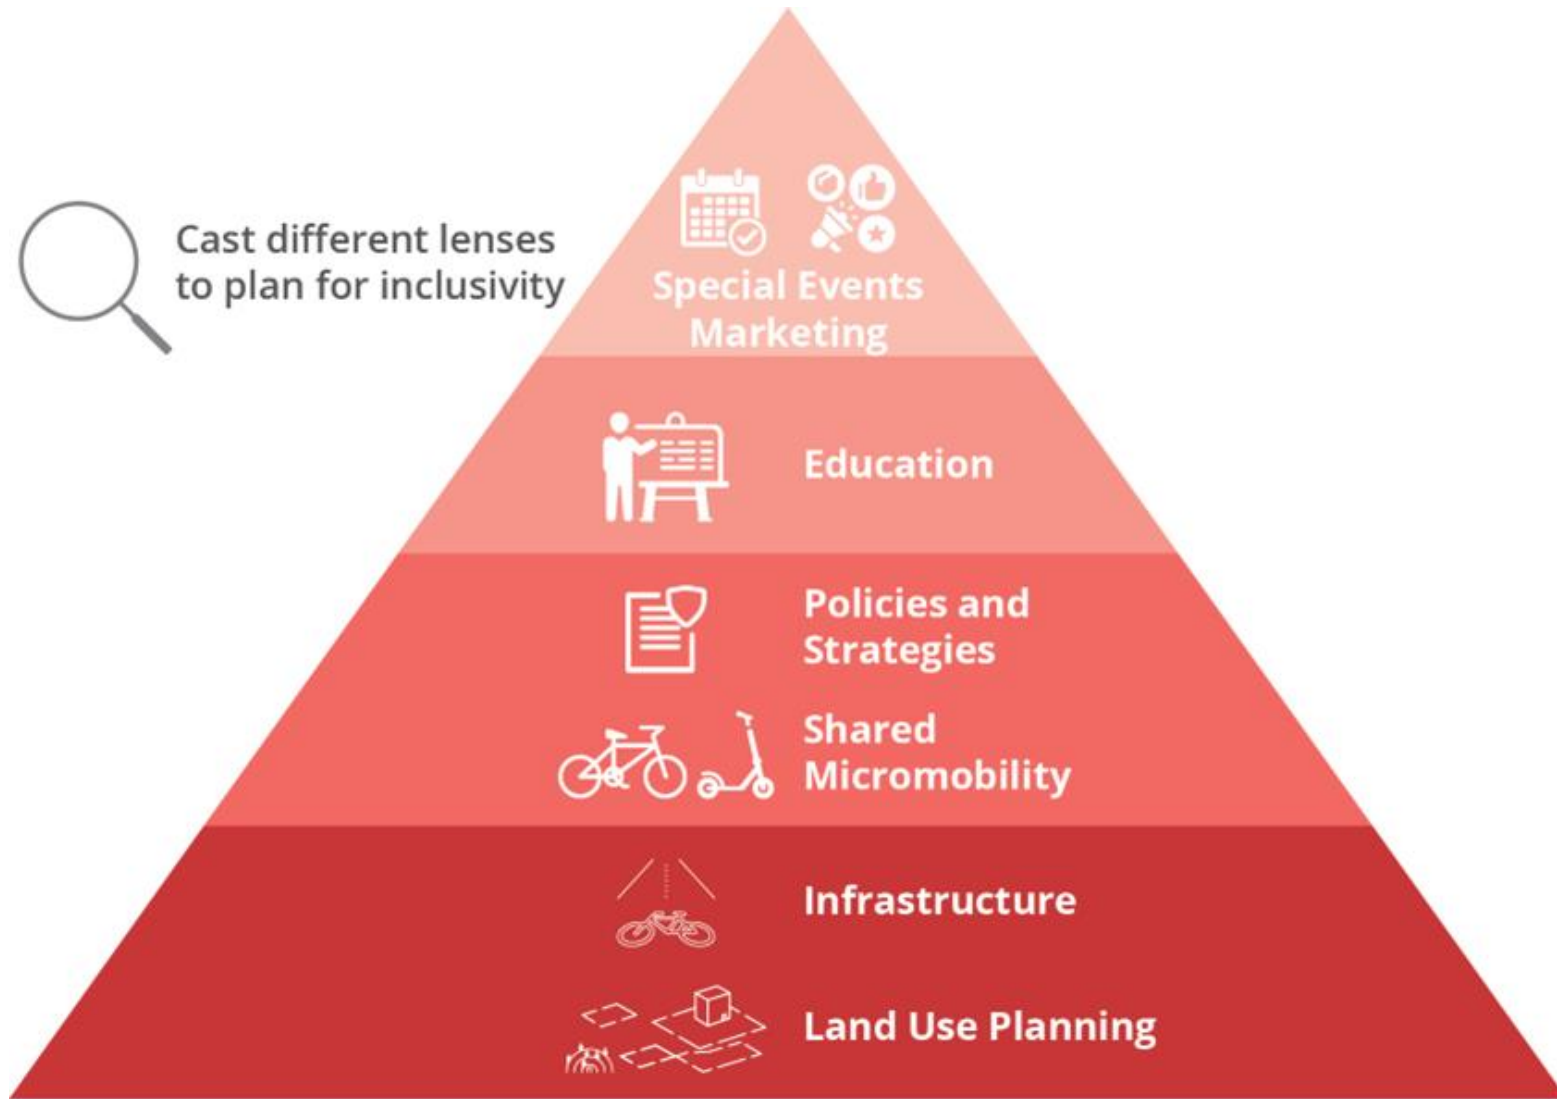 Cast different lenses
to plan for inclusivity
Special Events
Marketing
Education
Policies and
Strategies
Shared
Micromobility
Infrastructure
Land Use Planning